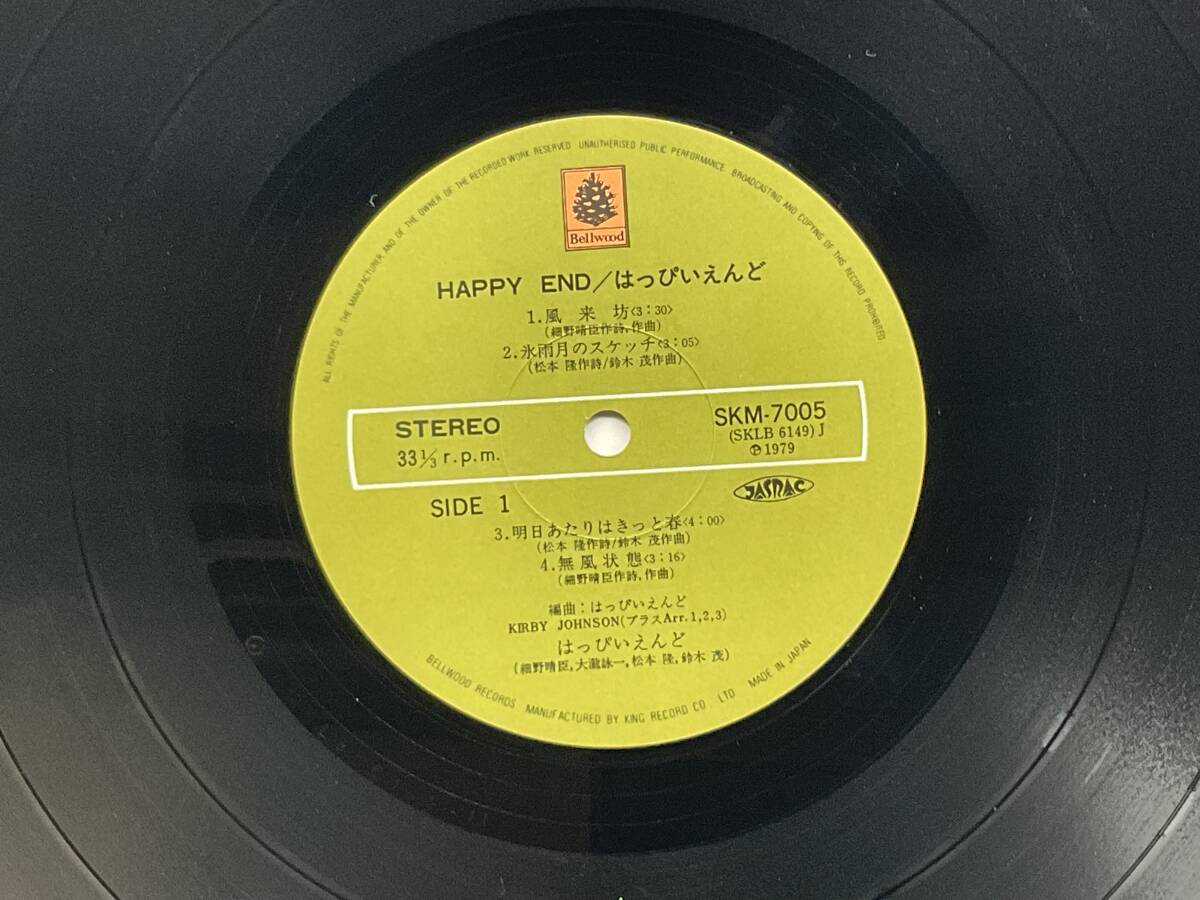 ALL RIGHTS OF THE MANUFACTURER AND OF THE OWNER OF THE RECORDED WORK RESERVED UNAUTHERISED PUBLIC PERFORMANCE BROADCASTING AND COPYING OF THIS RECORD PROHIBITED
Bellwood
HAPPY END/はっぴいえんど
1.風来坊<3:30>
(細野晴臣作詩,作曲)
2.氷雨月のスケッチ<3:05>
(松本 隆作詩/鈴木 茂作曲)
STEREO
33 1/3 r.p.m.
SKM-7005
(SKLB 6149) J
Ⓟ1979
SIDE 1
JASRAC
3.明日あたりはきっと春<4:00>
(松本 隆作詩/鈴木 茂作曲)
4.無風状態<3:16>
(細野晴臣作詩,作曲)
編曲:はっぴいえんど
KIRBY JOHNSON(ブラスArr.1,2,3)
はっぴいえんど
(細野晴臣,大瀧詠一,松本 隆,鈴木 茂)
BELLWOOD RECORDS MANUFACTURED BY KING RECORD CO. LTD MADE IN JAPAN